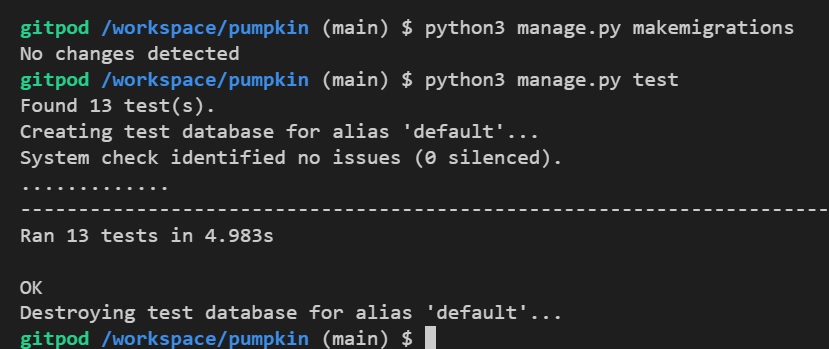 gitpod /workspace/pumpkin (main) $ python3 manage.py makemigrations
No changes detected
gitpod /workspace/pumpkin (main) $ python3 manage.py test
Found 13 test(s).
Creating test database for alias 'default'...
System check identified no issues (0 silenced).
.............
----------------------------------------------------------------------
Ran 13 tests in 4.983s

OK
Destroying test database for alias 'default'...
gitpod /workspace/pumpkin (main) $